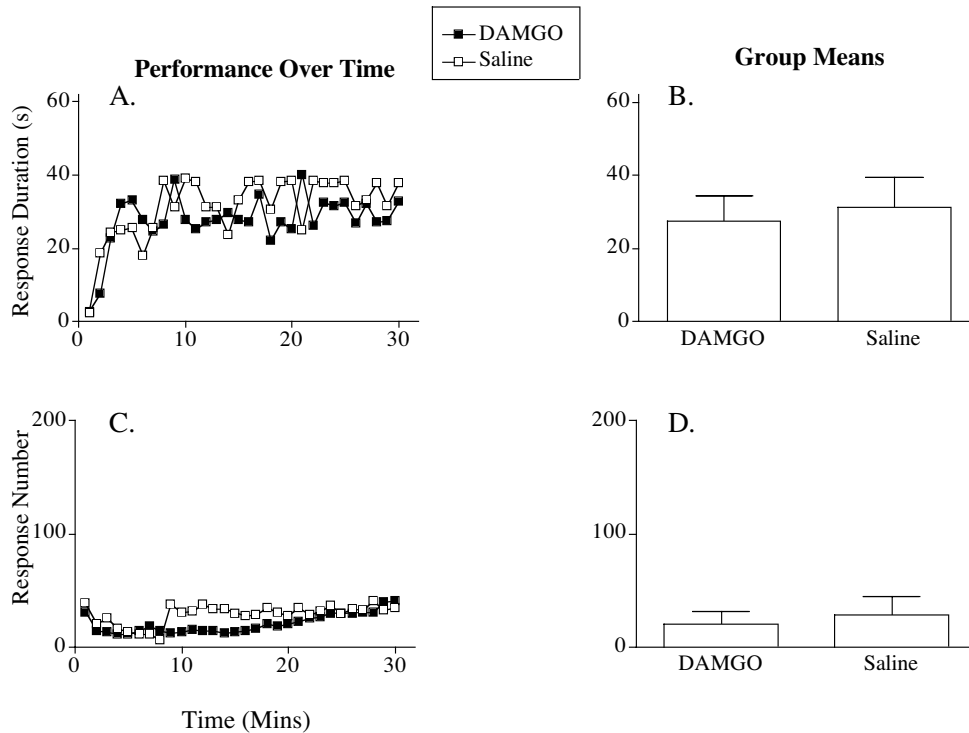 DAMGO
Saline
Performance Over Time
Group Means
A.
B.
Response Duration (s)
60
40
20
0
0
10
20
30
60
40
20
0
DAMGO
Saline
C.
D.
Response Number
200
100
0
0
10
20
30
200
100
0
DAMGO
Saline
Time (Mins)